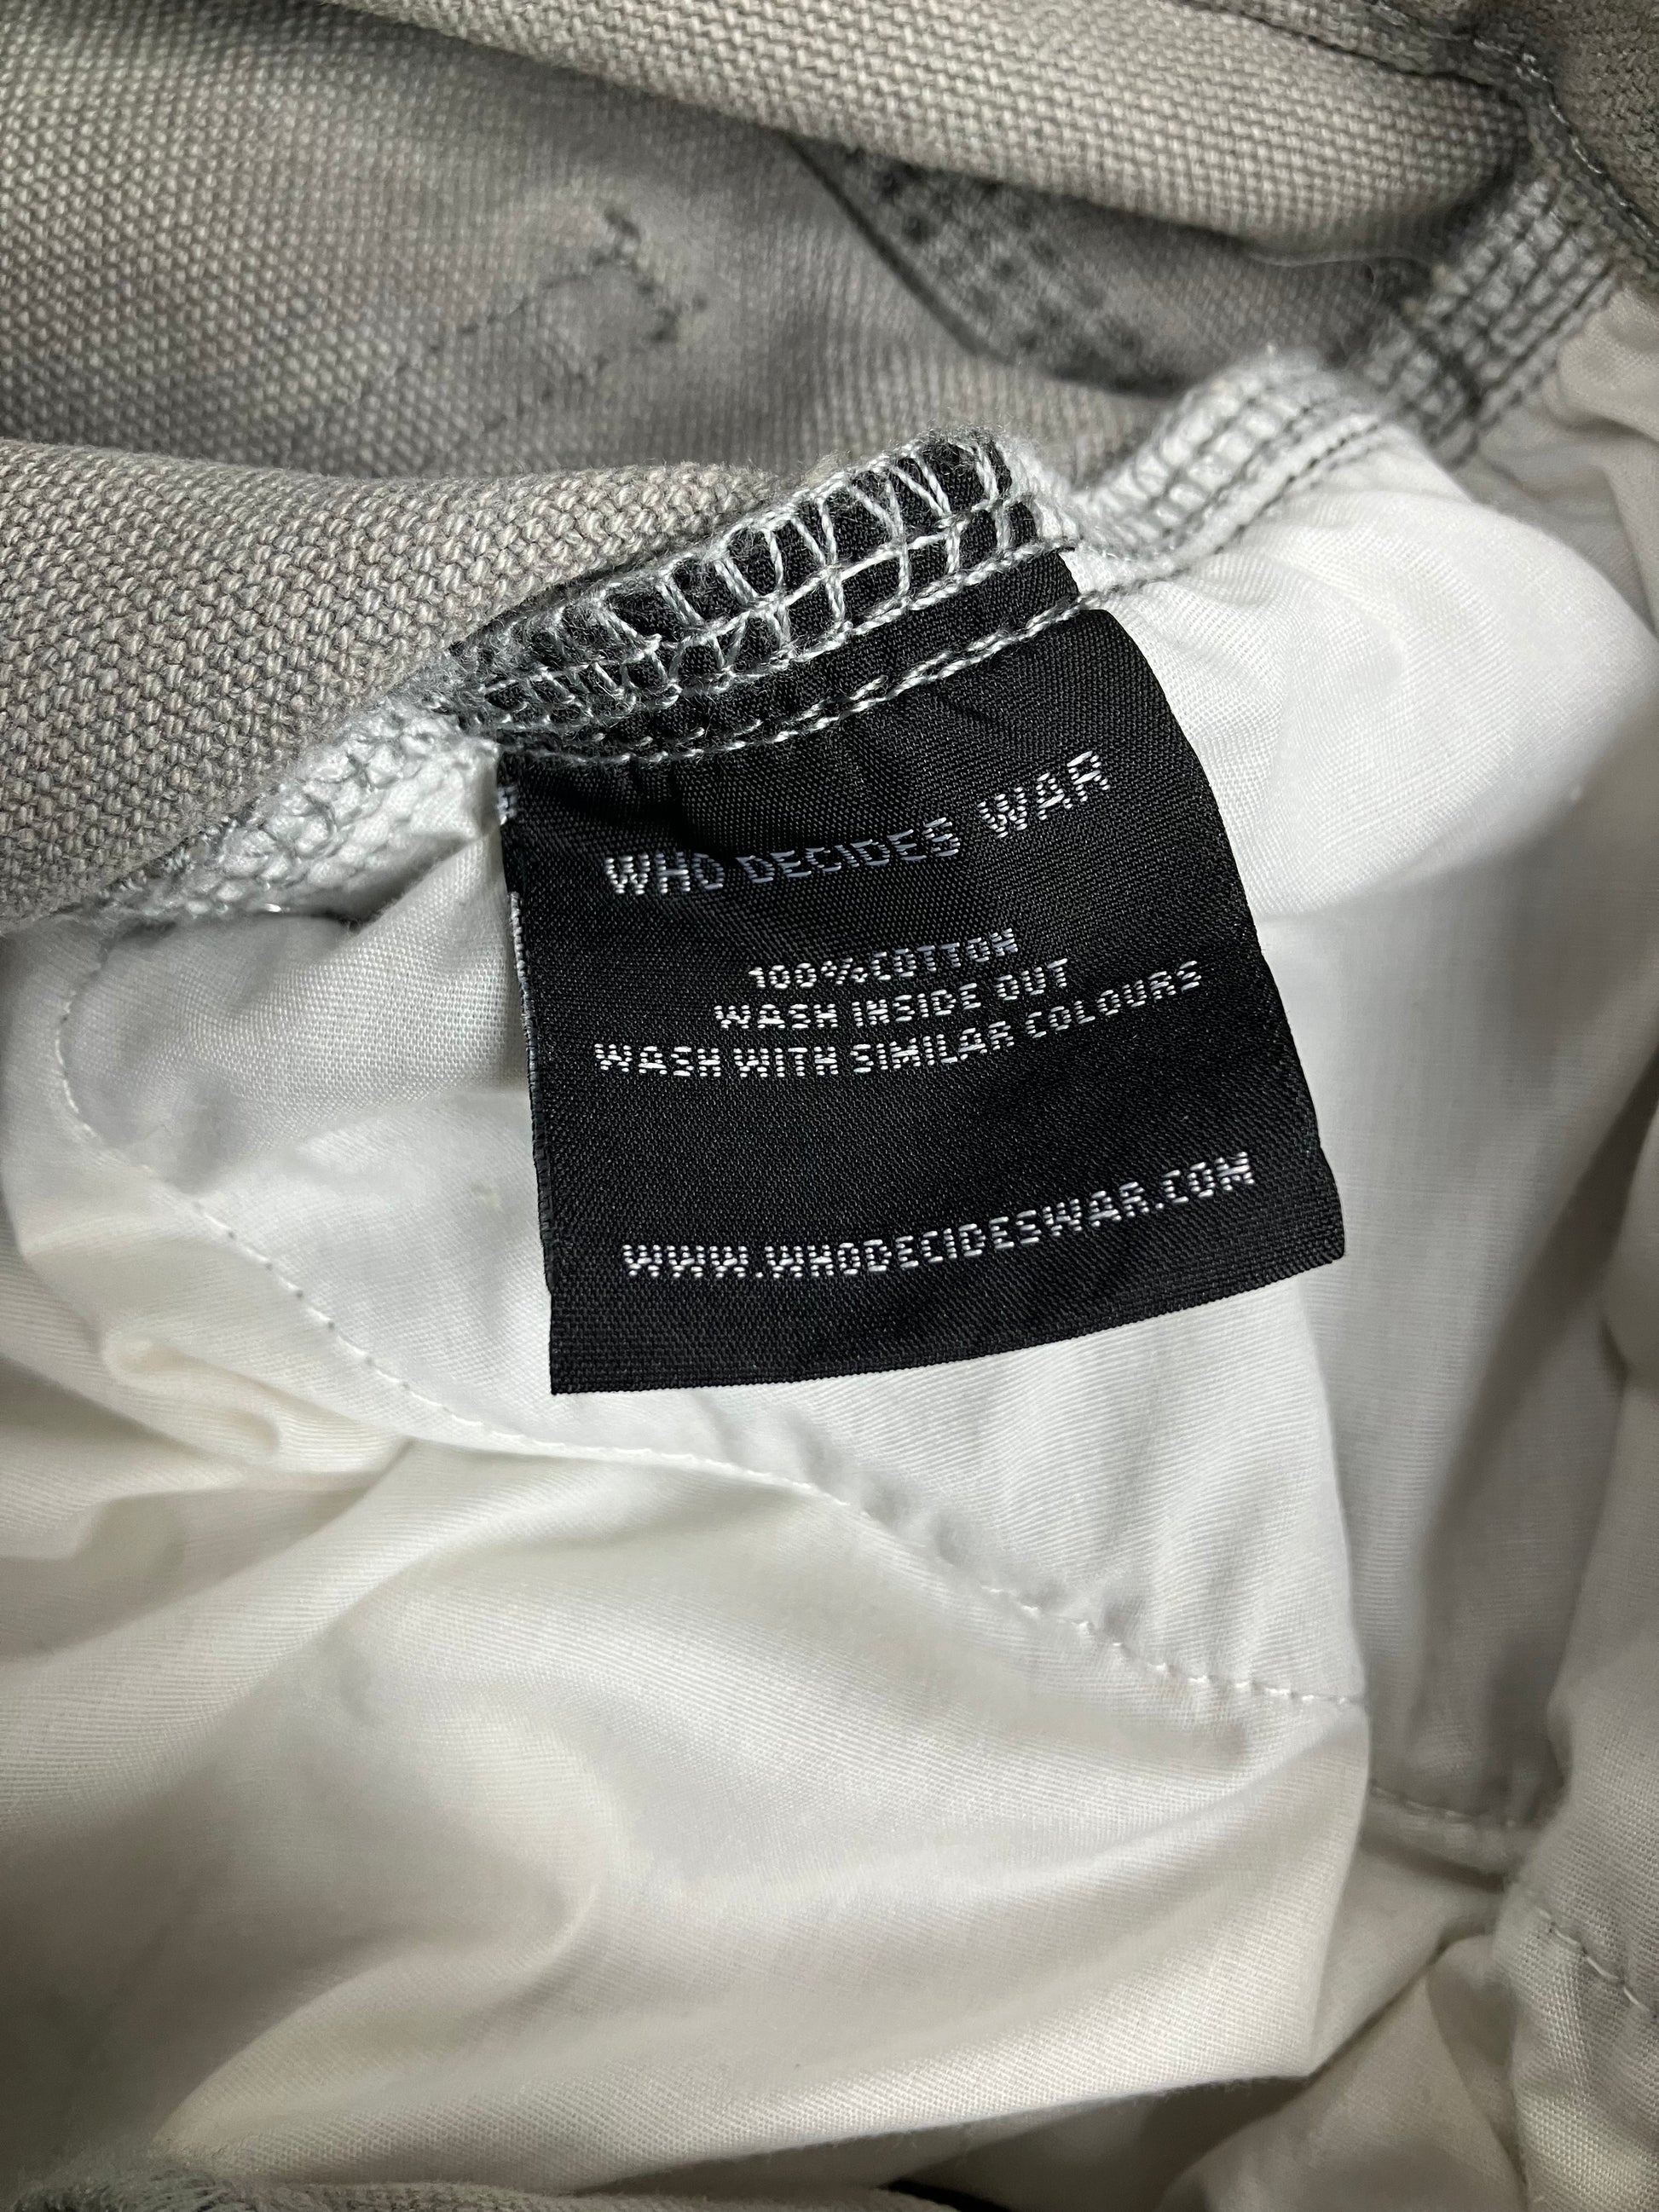 WHO DECIDES WAR
100%COTTON
WASH INSIDE OUT
WASH WITH SIMILAR COLOURS
WWW.WHODECIDESWAR.COM